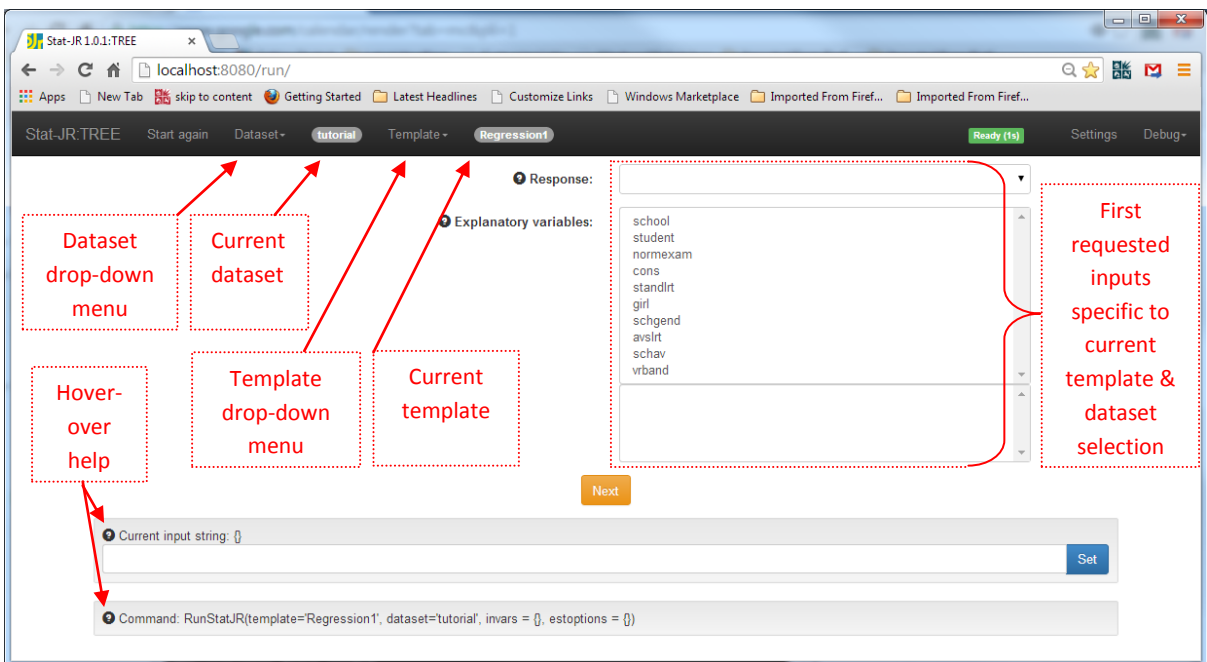 Stat-JR 1.0.1:TREE
localhost:8080/run/
Apps New Tab skip to content Getting Started Latest Headlines Customize Links Windows Marketplace Imported From Firef... Imported From Firef...
Stat-JR:TREE Start again Dataset tutorial Template Regression1 Ready (1s) Settings Debug
Response:
Explanatory variables:
school
student
normexam
cons
standlrt
girl
schgend
avslrt
schav
vrband
Dataset
drop-down
menu
Current
dataset
Template
drop-down
menu
Current
template
First
requested
inputs
specific to
current
template &
dataset
selection
Hover-
over
help
Next
Current input string: {}
Set
Command: RunStatJR(template='Regression1', dataset='tutorial', invars = {}, estoptions = {})